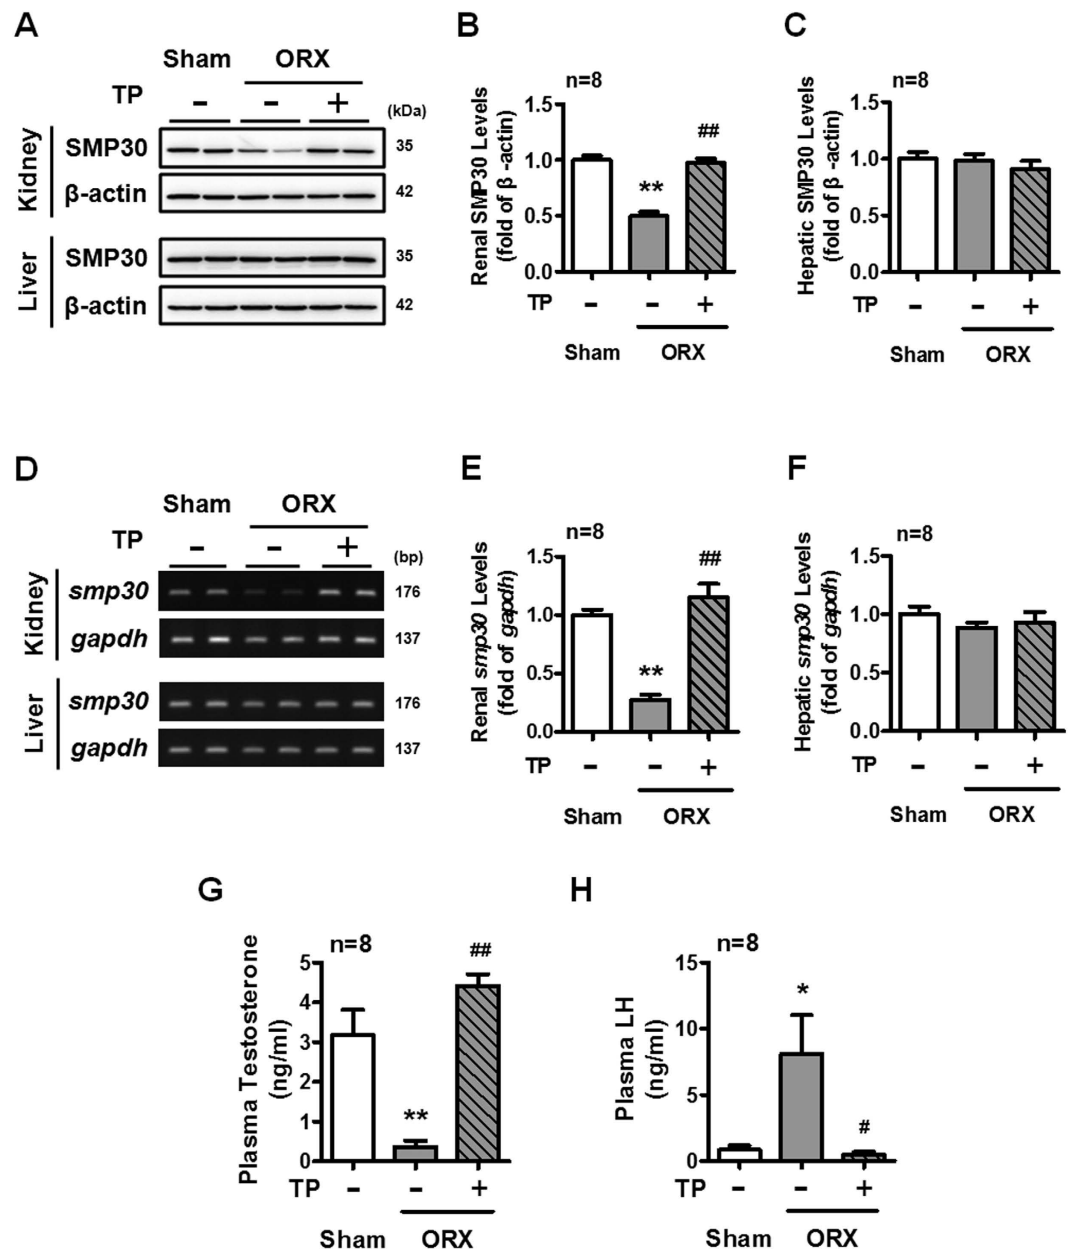 A
Sham ORX
TP − − + (kDa)
Kidney
SMP30 35
β-actin 42
Liver
SMP30 35
β-actin 42
B
n=8
Renal SMP30 Levels
(fold of β -actin)
1.5
1.0
0.5
0.0
**
##
TP − − +
Sham ORX
C
n=8
Hepatic SMP30 Levels
(fold of β -actin)
1.5
1.0
0.5
0.0
TP − − +
Sham ORX
D
Sham ORX
TP − − + (bp)
Kidney
smp30 176
gapdh 137
Liver
smp30 176
gapdh 137
E
n=8
Renal smp30 Levels
(fold of gapdh)
1.5
1.0
0.5
0.0
**
##
TP − − +
Sham ORX
F
n=8
Hepatic smp30 Levels
(fold of gapdh)
1.5
1.0
0.5
0.0
TP − − +
Sham ORX
G
n=8
Plasma Testosterone
(ng/ml)
5
4
3
2
1
0
**
##
TP − − +
Sham ORX
H
n=8
Plasma LH
(ng/ml)
15
10
5
0
*
#
TP − − +
Sham ORX